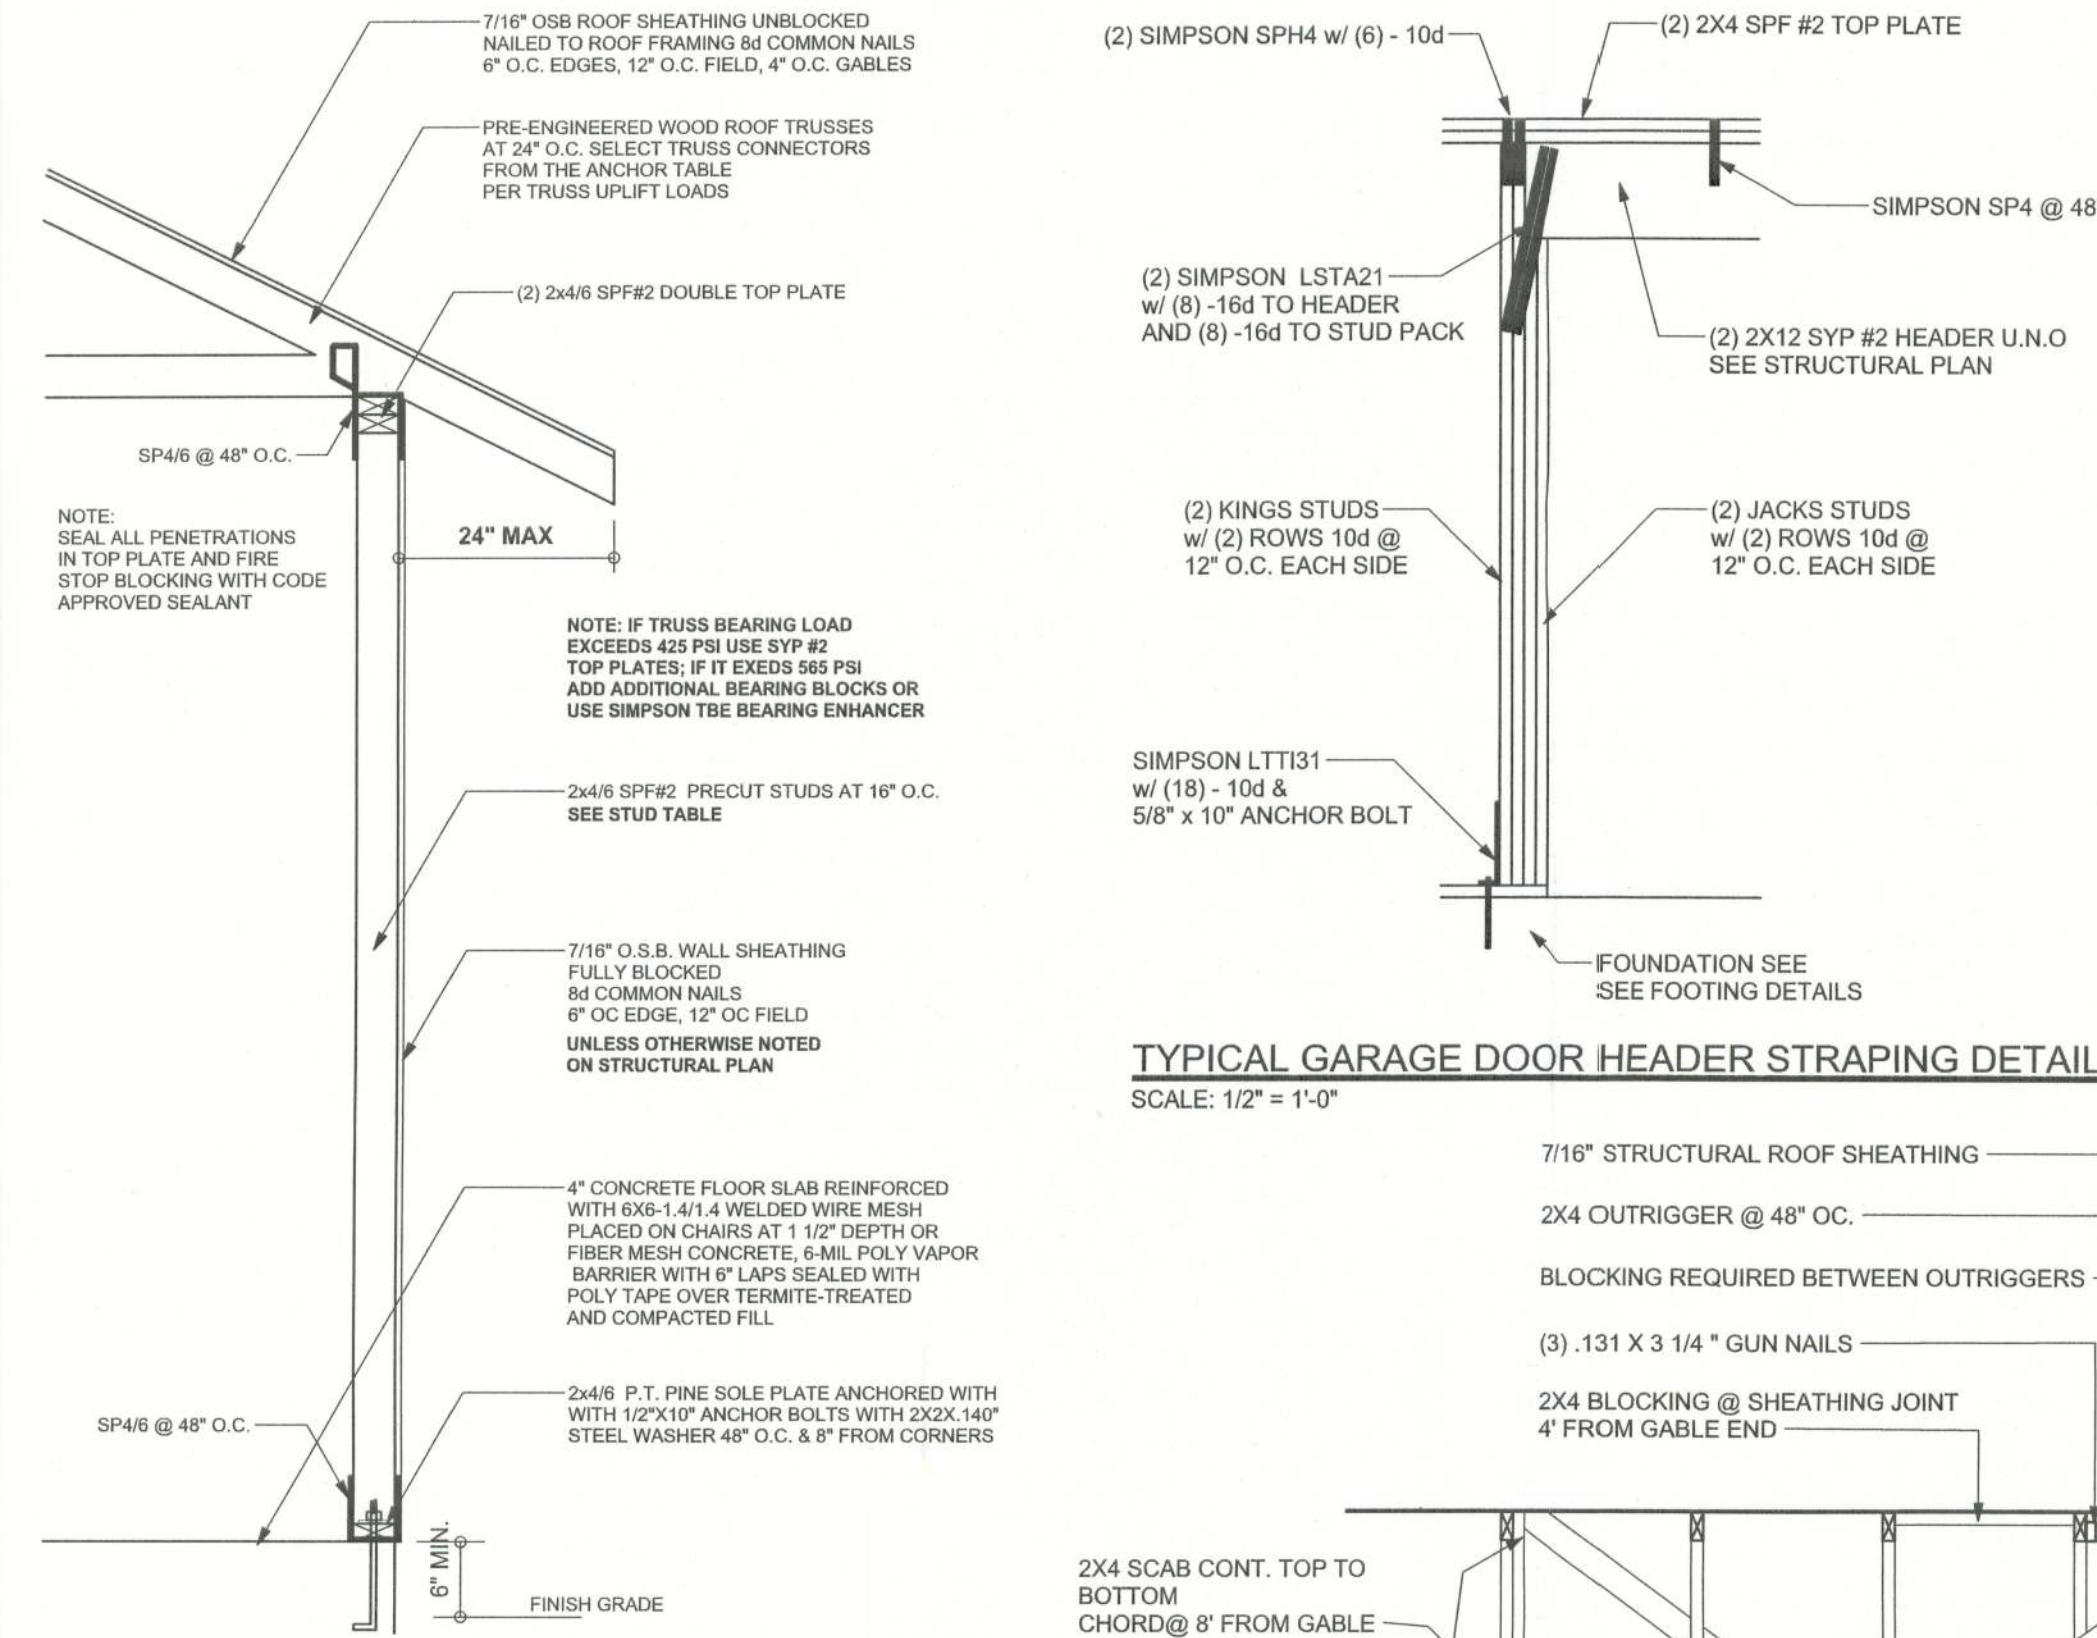 7/16" OSB ROOF SHEATHING UNBLOCKED
NAILED TO ROOF FRAMING 8d COMMON NAILS
6" O.C. EDGES, 12" O.C. FIELD, 4" O.C. GABLES
PRE-ENGINEERED WOOD ROOF TRUSSES
AT 24" O.C. SELECT TRUSS CONNECTORS
FROM THE ANCHOR TABLE
PER TRUSS UPLIFT LOADS
(2) 2x4/6 SPF#2 DOUBLE TOP PLATE
SP4/6 @ 48" O.C.
NOTE:
SEAL ALL PENETRATIONS
IN TOP PLATE AND FIRE
STOP BLOCKING WITH CODE
APPROVED SEALANT
24" MAX
NOTE: IF TRUSS BEARING LOAD
EXCEEDS 425 PSI USE SYP #2
TOP PLATES; IF IT EXEDS 565 PSI
ADD ADDITIONAL BEARING BLOCKS OR
USE SIMPSON TBE BEARING ENHANCER
2x4/6 SPF#2 PRECUT STUDS AT 16" O.C.
SEE STUD TABLE
7/16" O.S.B. WALL SHEATHING
FULLY BLOCKED
8d COMMON NAILS
6" OC EDGE, 12" OC FIELD
UNLESS OTHERWISE NOTED
ON STRUCTURAL PLAN
4" CONCRETE FLOOR SLAB REINFORCED
WITH 6X6-1.4/1.4 WELDED WIRE MESH
PLACED ON CHAIRS AT 1 1/2" DEPTH OR
FIBER MESH CONCRETE, 6-MIL POLY VAPOR
BARRIER WITH 6" LAPS SEALED WITH
POLY TAPE OVER TERMITE-TREATED
AND COMPACTED FILL
2x4/6 P.T. PINE SOLE PLATE ANCHORED WITH
WITH 1/2"X10" ANCHOR BOLTS WITH 2X2X.140"
STEEL WASHER 48" O.C. & 8" FROM CORNERS
SP4/6 @ 48" O.C.
6" MIN.
FINISH GRADE
(2) SIMPSON SPH4 w/ (6) - 10d
(2) 2X4 SPF #2 TOP PLATE
SIMPSON SP4 @ 48
(2) SIMPSON LSTA21
w/ (8) -16d TO HEADER
AND (8) -16d TO STUD PACK
(2) 2X12 SYP #2 HEADER U.N.O
SEE STRUCTURAL PLAN
(2) KINGS STUDS
w/ (2) ROWS 10d @
12" O.C. EACH SIDE
(2) JACKS STUDS
w/ (2) ROWS 10d @
12" O.C. EACH SIDE
SIMPSON LTTI31
w/ (18) - 10d &
5/8" x 10" ANCHOR BOLT
FOUNDATION SEE
SEE FOOTING DETAILS
TYPICAL GARAGE DOOR HEADER STRAPING DETAIL
SCALE: 1/2" = 1'-0"
7/16" STRUCTURAL ROOF SHEATHING
2X4 OUTRIGGER @ 48" OC.
BLOCKING REQUIRED BETWEEN OUTRIGGERS
(3) .131 X 3 1/4 " GUN NAILS
2X4 BLOCKING @ SHEATHING JOINT
4' FROM GABLE END
2X4 SCAB CONT. TOP TO
BOTTOM
CHORD@ 8' FROM GABLE